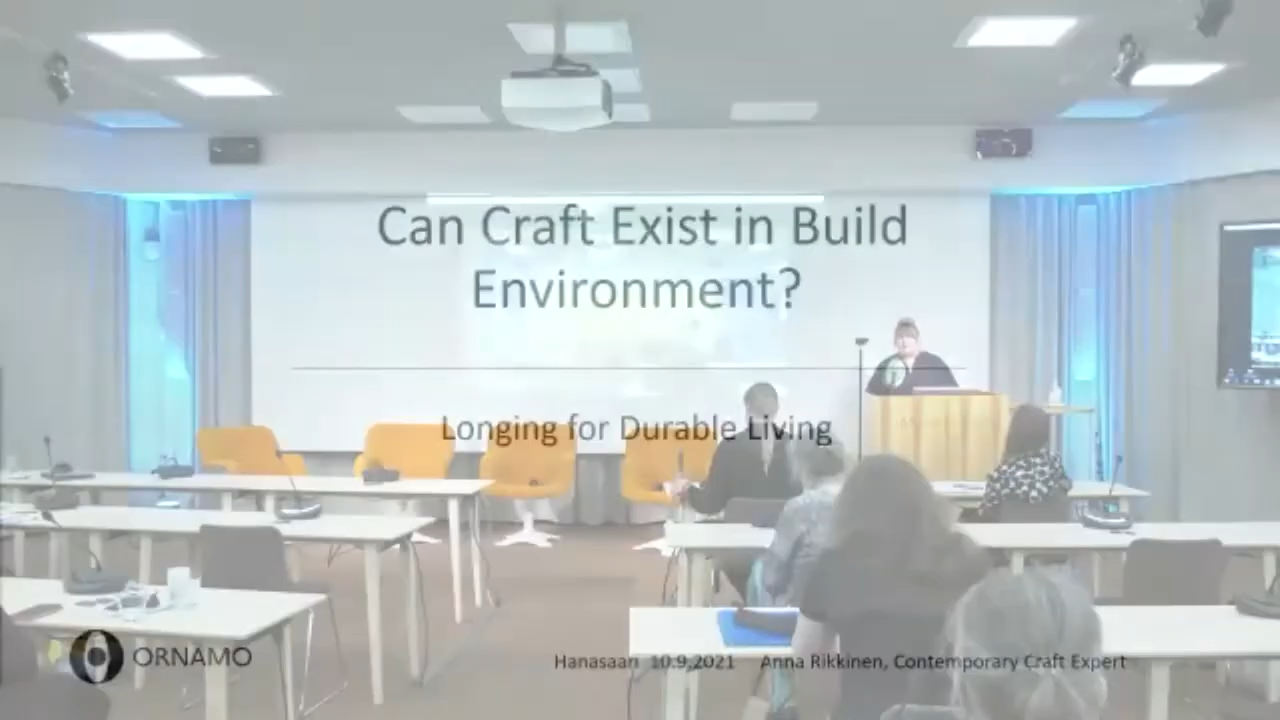 Can Craft Exist in Build
Environment?
Longing for Durable Living
ORNAMO
Hanasaari 10.9,2021 Anna Rikkinen, Contemporary Craft Expert